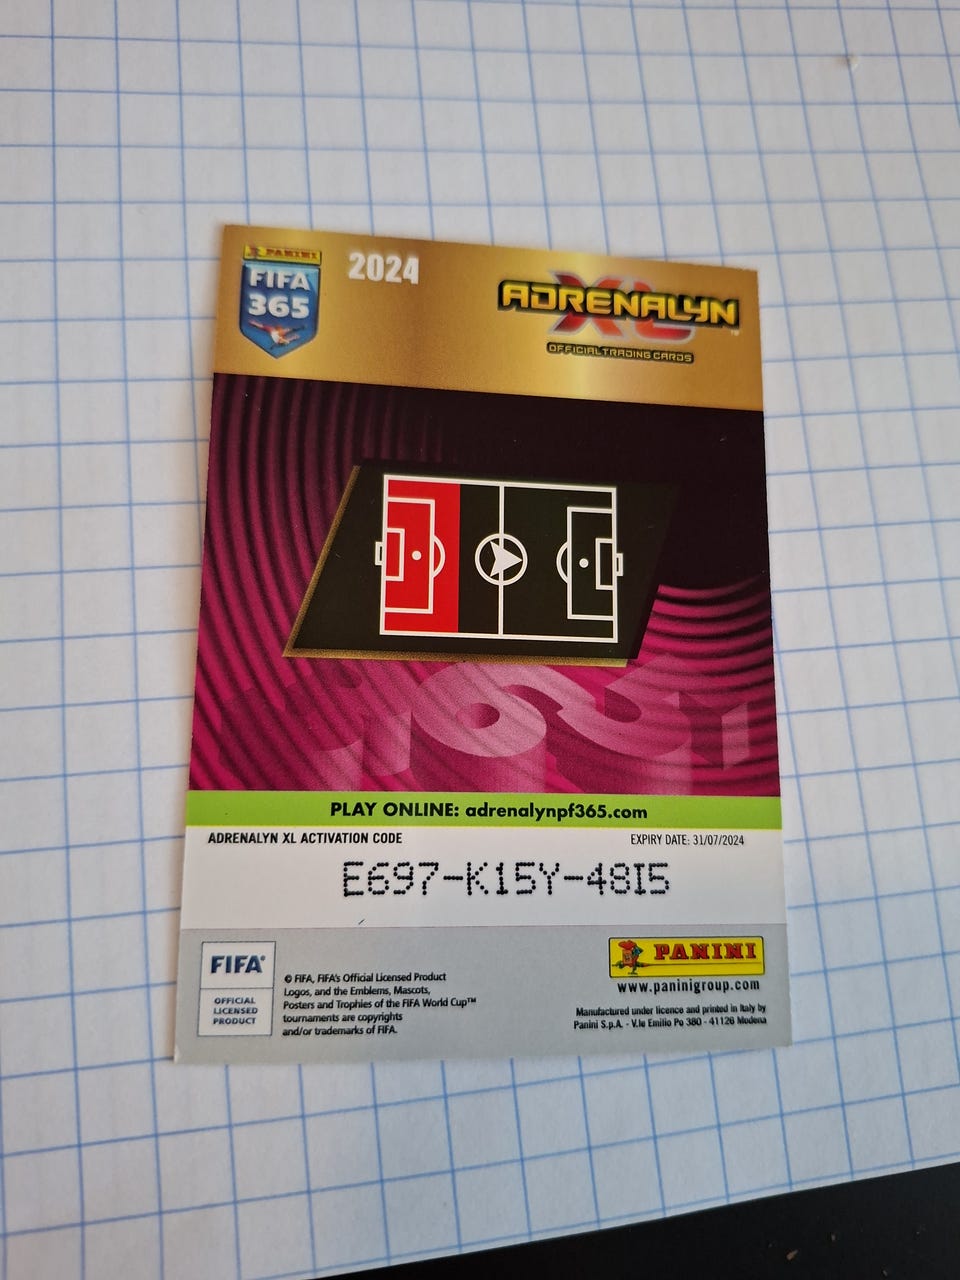 PANINI
FIFA
365
2024
ADRENALYN
XL
OFFICIAL TRADING CARDS
PLAY ONLINE: adrenalynpf365.com
ADRENALYN XL ACTIVATION CODE
EXPIRY DATE: 31/07/2024
E697-K15Y-48I5
FIFA®
OFFICIAL
LICENSED
PRODUCT
© FIFA, FIFA's Official Licensed Product
Logos, and the Emblems, Mascots,
Posters and Trophies of the FIFA World Cup™
tournaments are copyrights
and/or trademarks of FIFA.
PANINI
www.paninigroup.com
Manufactured under licence and printed in Italy by
Panini S.p.A. - V.le Emilio Po 380 - 41126 Modena